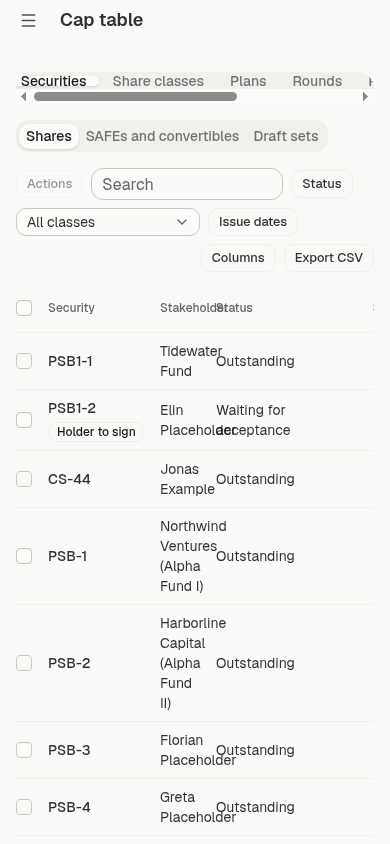 Cap table
Securities Share classes Plans Rounds
Shares SAFEs and convertibles Draft sets
Actions Search Status
All classes Issue dates
Columns Export CSV
Security Stakeholder Status
PSB1-1 Tidewater Fund Outstanding
PSB1-2 Elin Placeholder Waiting for acceptance
Holder to sign
CS-44 Jonas Example Outstanding
PSB-1 Northwind Ventures (Alpha Fund I) Outstanding
PSB-2 Harborline Capital (Alpha Fund II) Outstanding
PSB-3 Florian Placeholder Outstanding
PSB-4 Greta Placeholder Outstanding